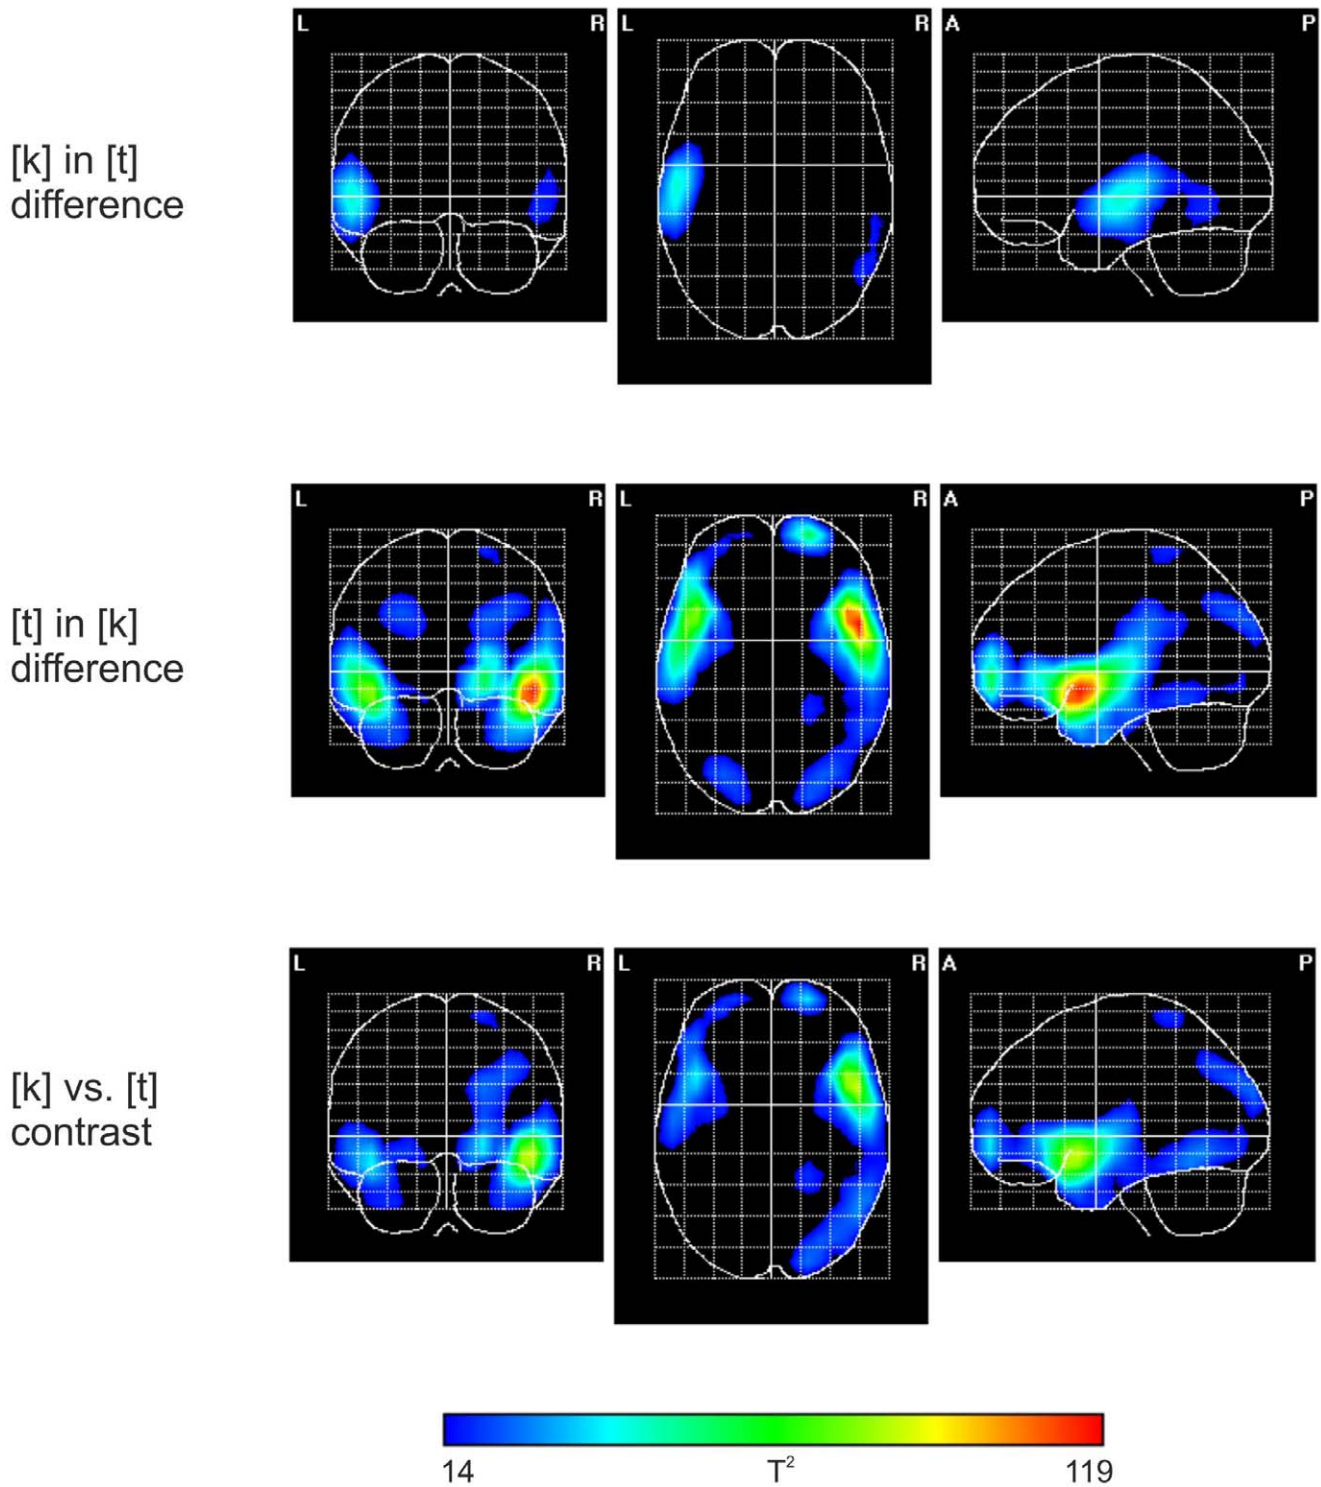 L R L R A P
[k] in [t]
difference
L R L R A P
[t] in [k]
difference
L R L R A P
[k] vs. [t]
contrast
14 T² 119